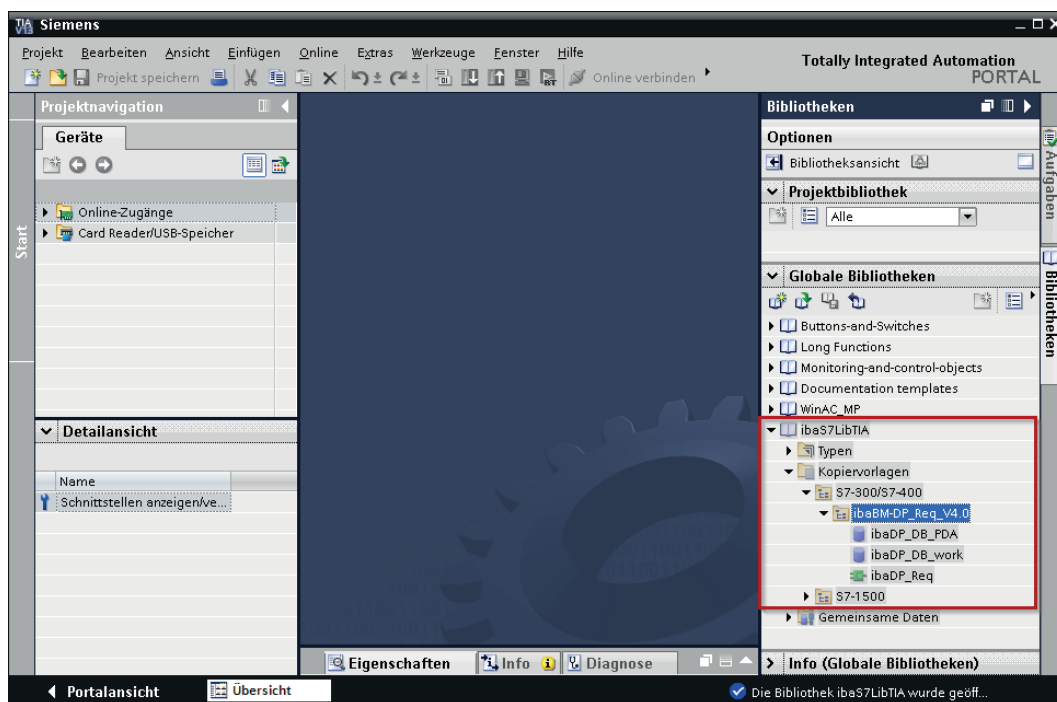 TIA V13 Siemens
Projekt Bearbeiten Ansicht Einfügen Online Extras Werkzeuge Fenster Hilfe
Projekt speichern
Online verbinden
Totally Integrated Automation
PORTAL
Projektnavigation
Geräte
Online-Zugänge
Card Reader/USB-Speicher
Start
Detailansicht
Name
Schnittstellen anzeigen/ve...
Eigenschaften
Info
Diagnose
Bibliotheken
Optionen
Bibliotheksansicht
Projektbibliothek
Alle
Globale Bibliotheken
Buttons-and-Switches
Long Functions
Monitoring-and-control-objects
Documentation templates
WinAC_MP
ibaS7LibTIA
Typen
Kopiervorlagen
S7-300/S7-400
ibaBM-DP_Req_V4.0
ibaDP_DB_PDA
ibaDP_DB_work
ibaDP_Req
S7-1500
Gemeinsame Daten
Info (Globale Bibliotheken)
Aufgaben
Bibliotheken
Portalansicht
Übersicht
Die Bibliothek ibaS7LibTIA wurde geöff...